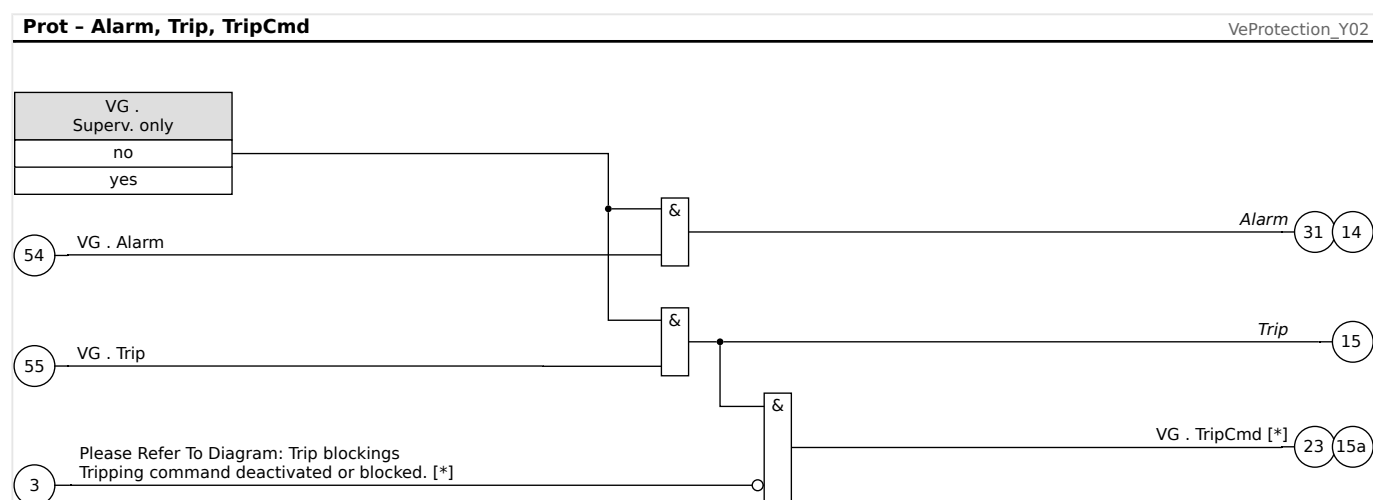 Prot – Alarm, Trip, TripCmd
VeProtection_Y02
VG .
Superv. only
no
yes
&
Alarm
31
14
VG . Alarm
54
&
Trip
15
VG . Trip
55
&
VG . TripCmd [*]
23
15a
Please Refer To Diagram: Trip blockings
Tripping command deactivated or blocked. [*]
3